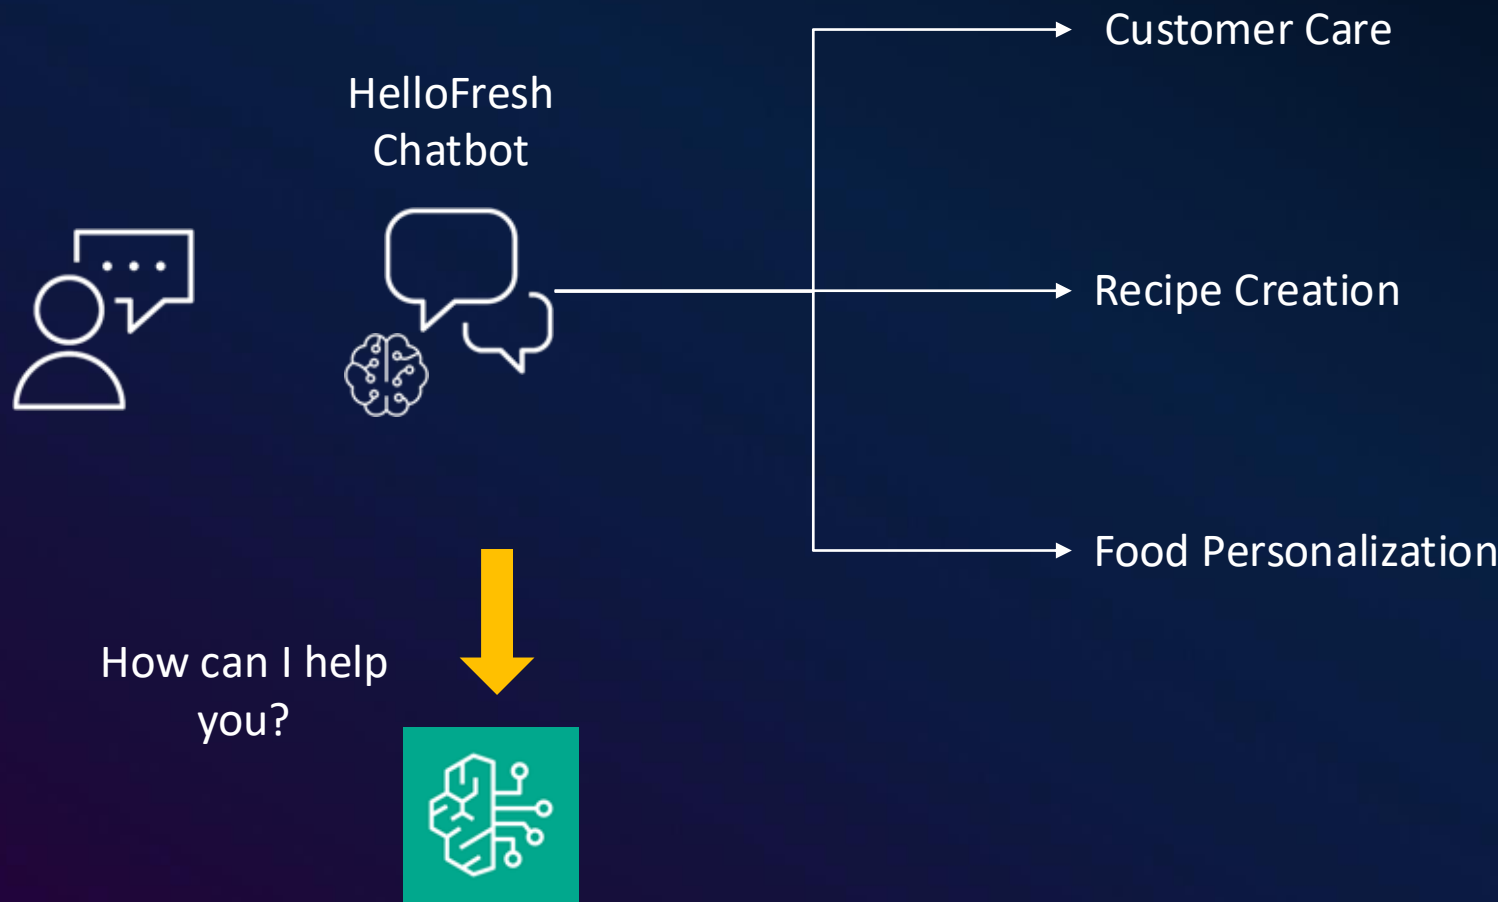 Customer Care
HelloFresh
Chatbot
Recipe Creation
Food Personalization
How can I help
you?